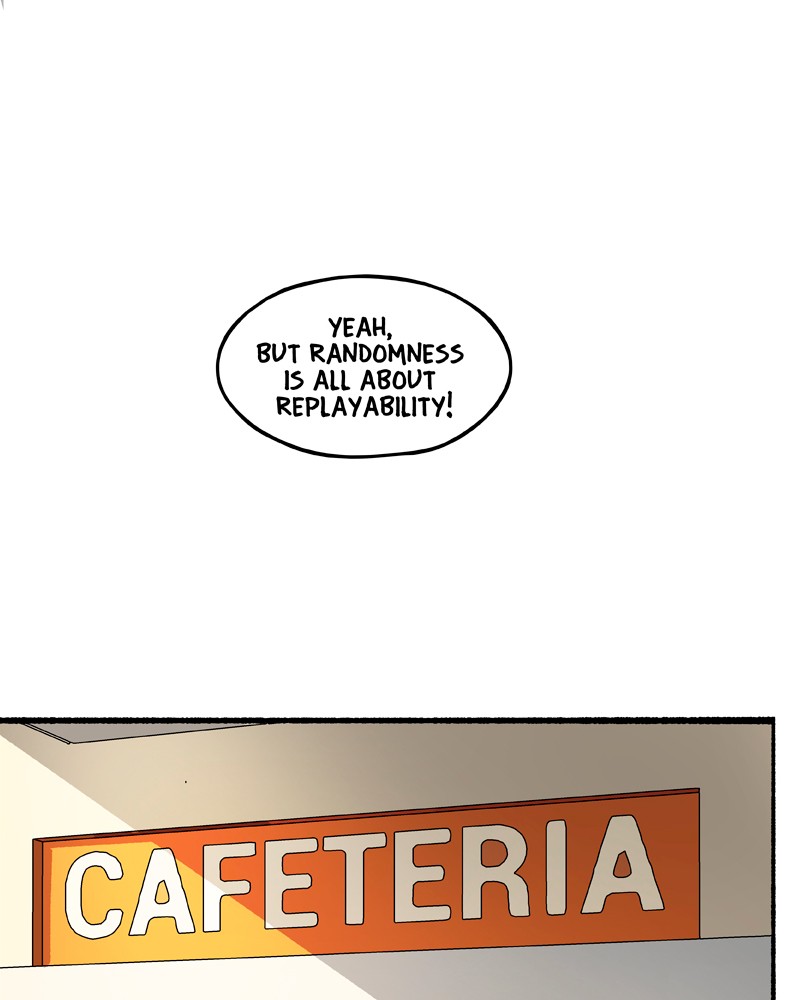 YEAH,
BUT RANDOMNESS
IS ALL ABOUT
REPLAYABILITY!
CAFETERIA